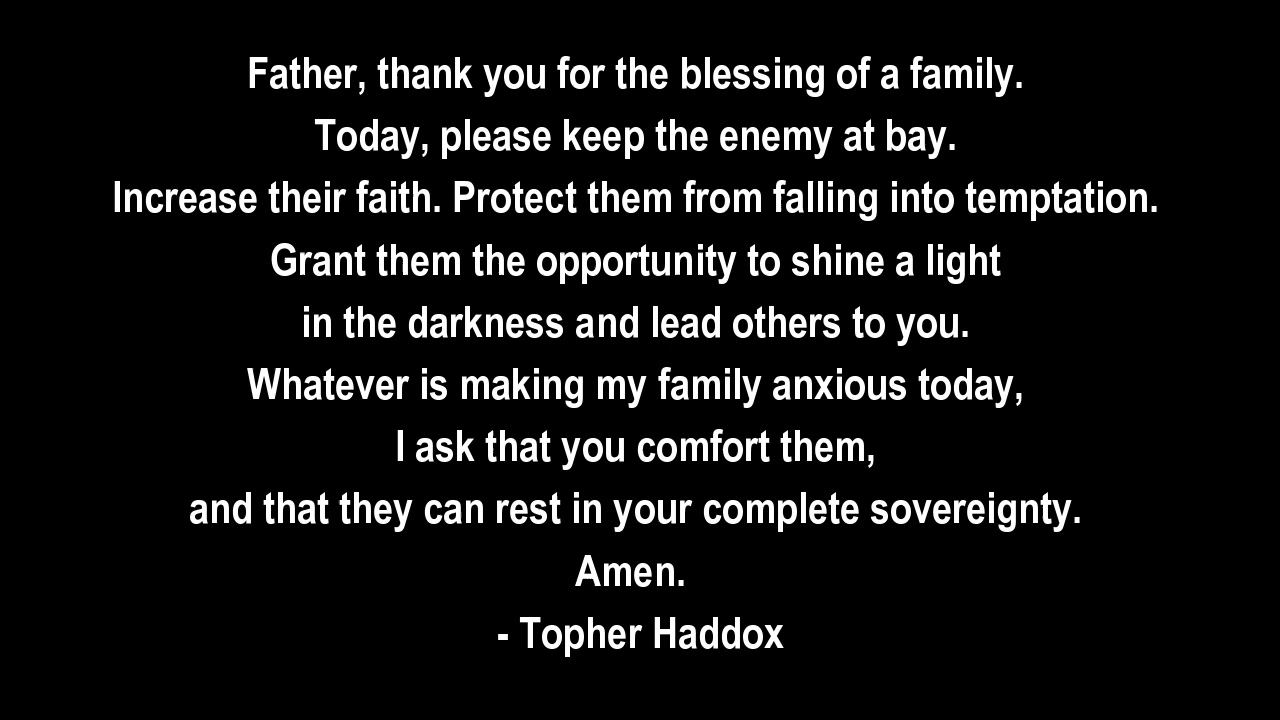 Father, thank you for the blessing of a family.
Today, please keep the enemy at bay.
Increase their faith. Protect them from falling into temptation.
Grant them the opportunity to shine a light
in the darkness and lead others to you.
Whatever is making my family anxious today,
I ask that you comfort them,
and that they can rest in your complete sovereignty.
Amen.
- Topher Haddox